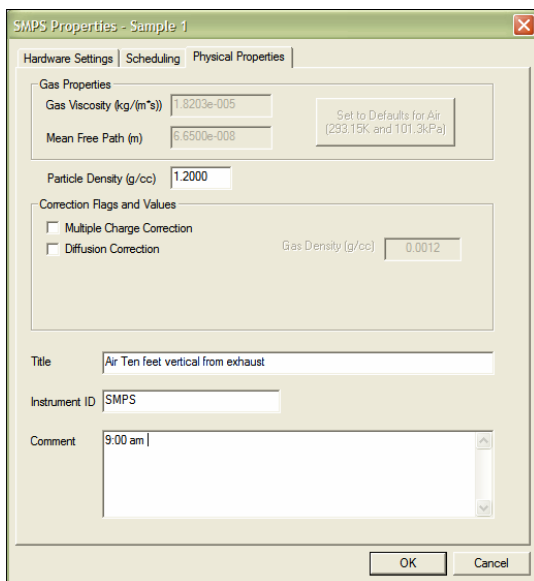 SMPS Properties - Sample 1
Hardware Settings Scheduling Physical Properties
Gas Properties
Gas Viscosity (kg/(m*s)) 1.8203e-005
Mean Free Path (m) 6.6500e-008
Set to Defaults for Air
(293.15K and 101.3kPa)
Particle Density (g/cc) 1.2000
Correction Flags and Values
Multiple Charge Correction
Diffusion Correction
Gas Density (g/cc) 0.0012
Title Air Ten feet vertical from exhaust
Instrument ID SMPS
Comment 9:00 am
OK Cancel